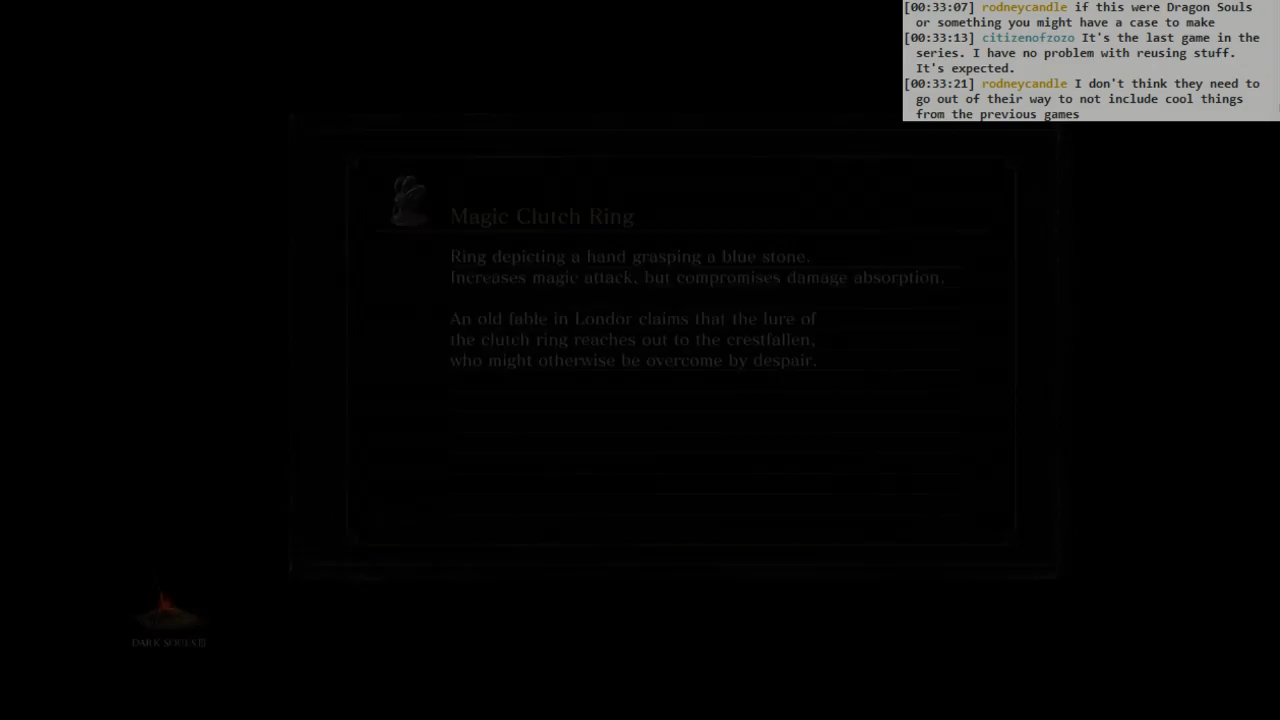 [00:33:07] rodneycandle if this were Dragon Souls
or something you might have a case to make
[00:33:13] citizenofzozo It's the last game in the
series. I have no problem with reusing stuff.
It's expected.
[00:33:21] rodneycandle I don't think they need to
go out of their way to not include cool things
from the previous games
Magic Clutch Ring
Ring depicting a hand grasping a blue stone.
Increases magic attack, but compromises damage absorption.
An old fable in Londor claims that the lure of
the clutch ring reaches out to the crestfallen,
who might otherwise be overcome by despair.
DARK SOULS III